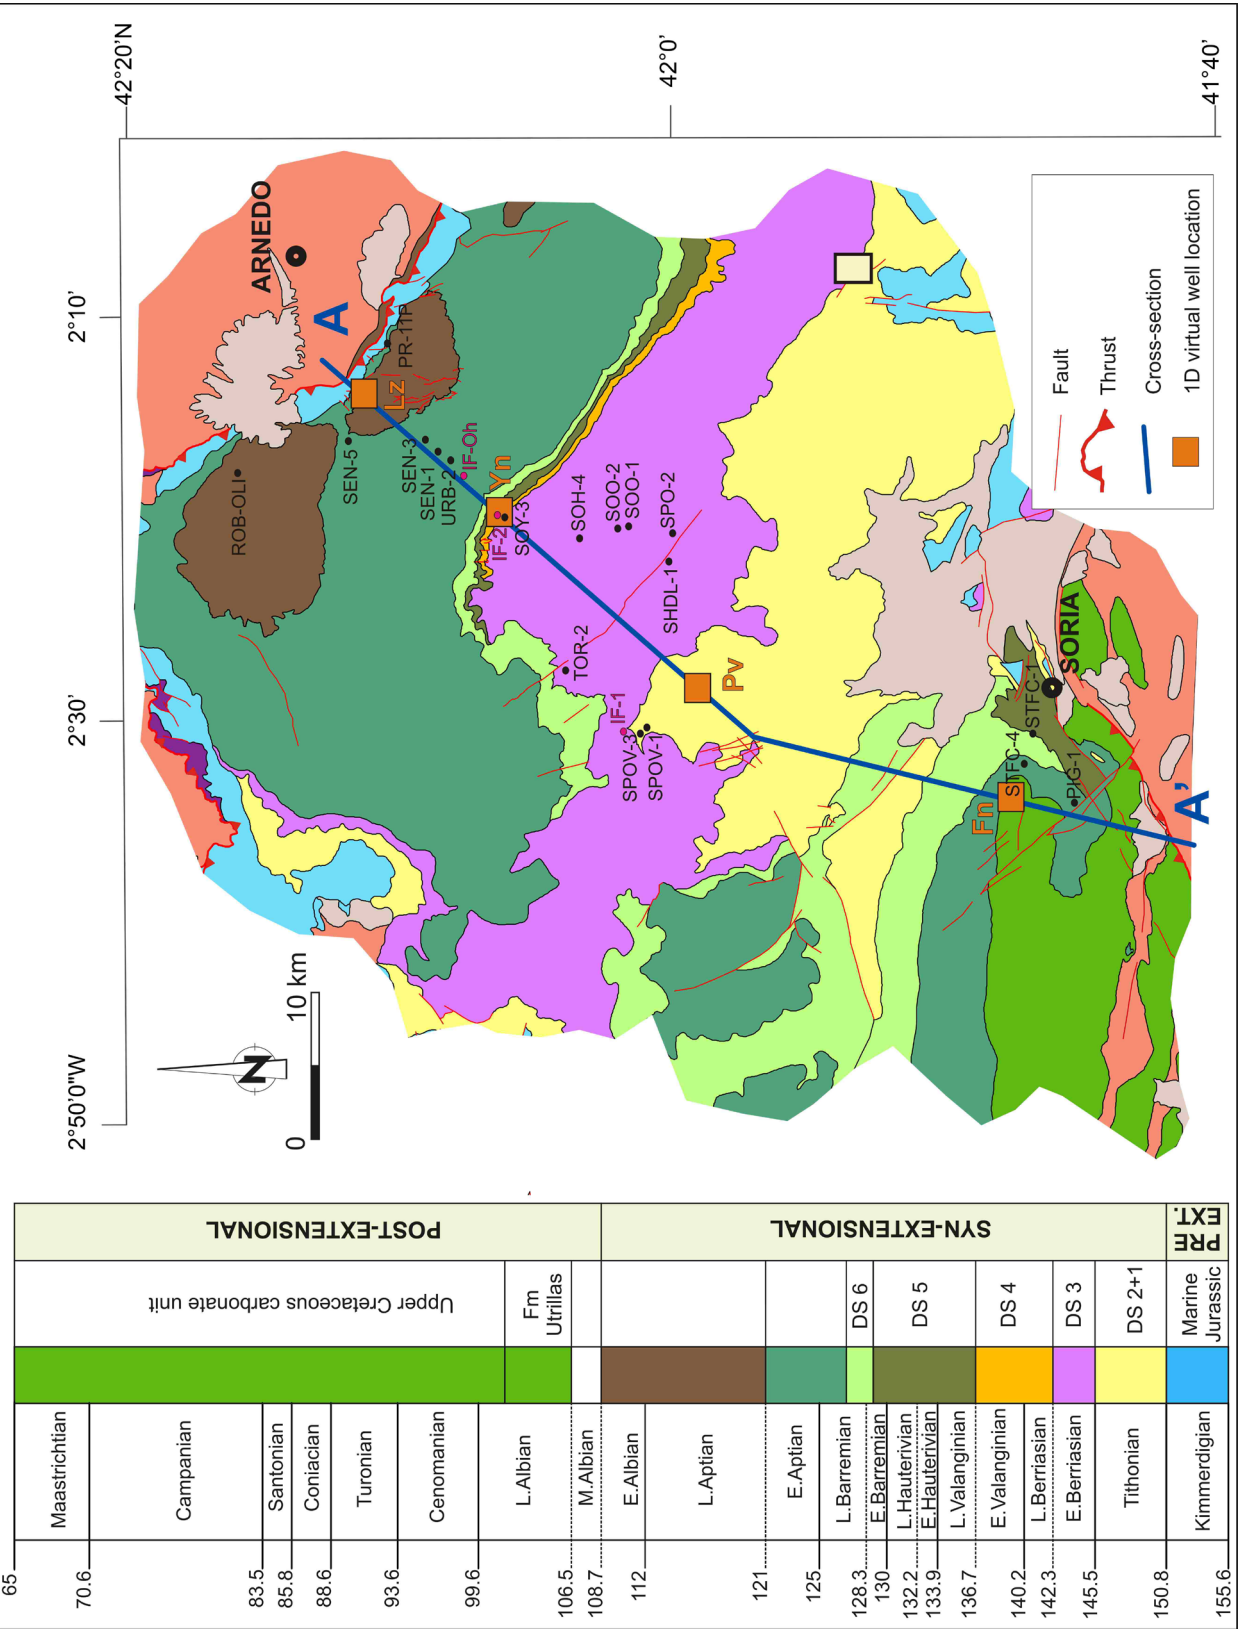 42°20'N
42°0'
41°40'
2°10'
2°30'
2°50'0"W
ARNEDO
A
PR-11P
Lz
ROB-OLI
SEN-5
SEN-3
SEN-1
URB-2
IF-Oh
Yn
IF-2
SOY-3
SOH-4
SOO-2
SOO-1
SPO-2
SHDL-1
TOR-2
IF-1
SPOV-3
SPOV-1
Pv
SORIA
STFC-1
STFC-4
PIG-1
Fn
A'
Fault
Thrust
Cross-section
1D virtual well location
N
0
10 km
POST-EXTENSIONAL
SYN-EXTENSIONAL
PRE
EXT.
Upper Cretaceous carbonate unit
Fm
Utrillas
DS 6
DS 5
DS 4
DS 3
DS 2+1
Marine
Jurassic
Maastrichtian
Campanian
Santonian
Coniacian
Turonian
Cenomanian
L.Albian
M.Albian
E.Albian
L.Aptian
E.Aptian
L.Barremian
E.Barremian
L.Hauterivian
E.Hauterivian
L.Valanginian
E.Valanginian
L.Berriasian
E.Berriasian
Tithonian
Kimmerdigian
65
70.6
83.5
85.8
88.6
93.6
99.6
106.5
108.7
112
121
125
128.3
130
132.2
133.9
136.7
140.2
142.3
145.5
150.8
155.6